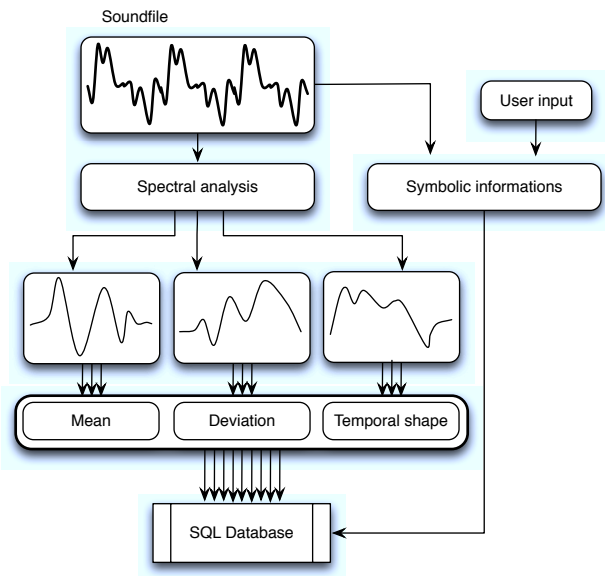 Soundfile
User input
Spectral analysis
Symbolic informations
Mean
Deviation
Temporal shape
SQL Database